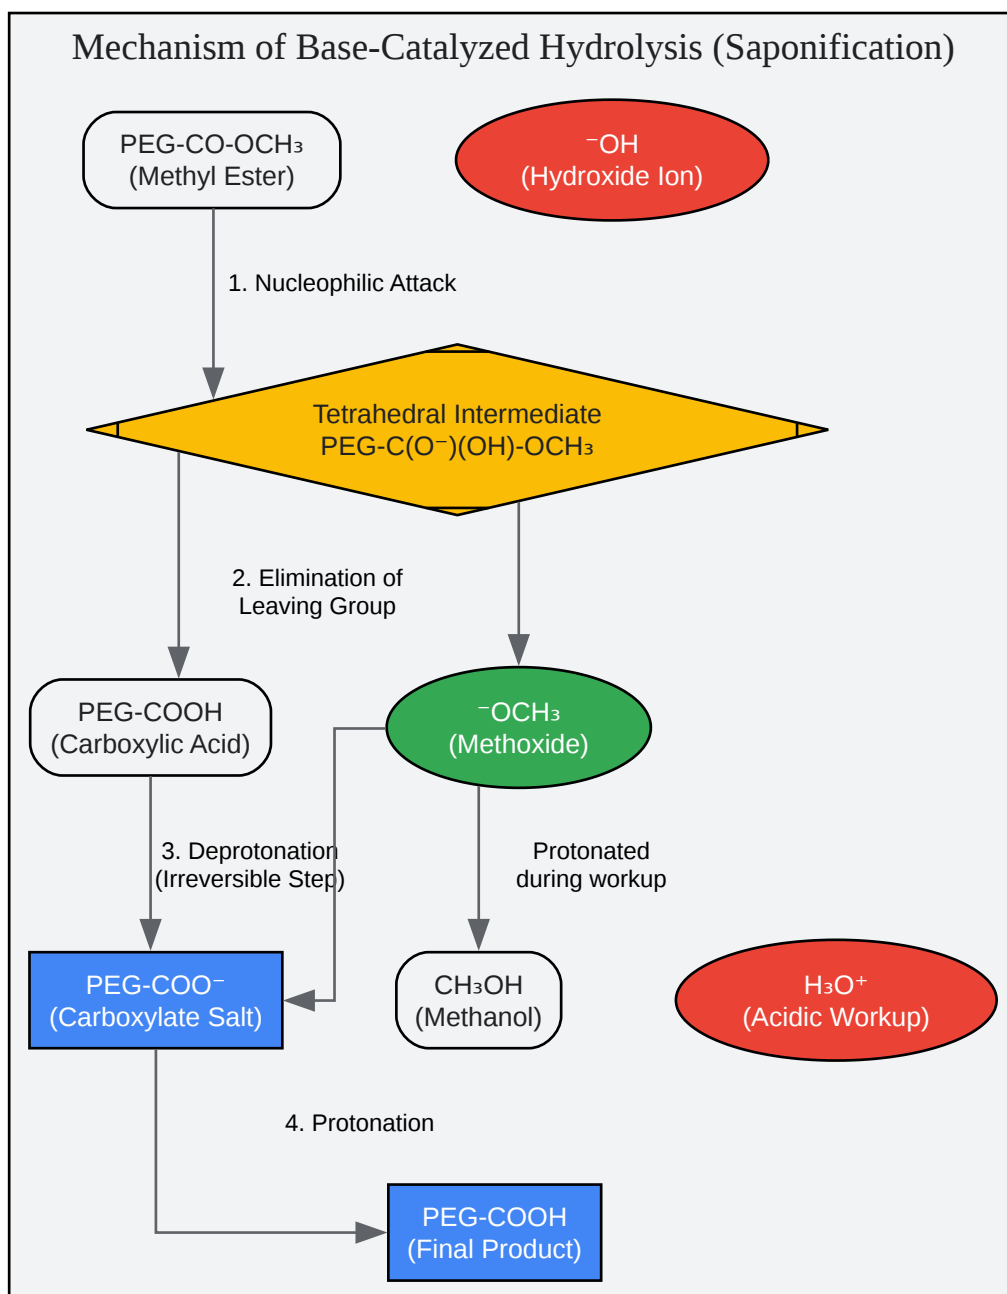 Mechanism of Base-Catalyzed Hydrolysis (Saponification)
PEG-CO-OCH₃
(Methyl Ester)
⁻OH
(Hydroxide Ion)
1. Nucleophilic Attack
Tetrahedral Intermediate
PEG-C(O⁻)(OH)-OCH₃
2. Elimination of
Leaving Group
PEG-COOH
(Carboxylic Acid)
⁻OCH₃
(Methoxide)
3. Deprotonation
(Irreversible Step)
Protonated
during workup
PEG-COO⁻
(Carboxylate Salt)
CH₃OH
(Methanol)
H₃O⁺
(Acidic Workup)
4. Protonation
PEG-COOH
(Final Product)